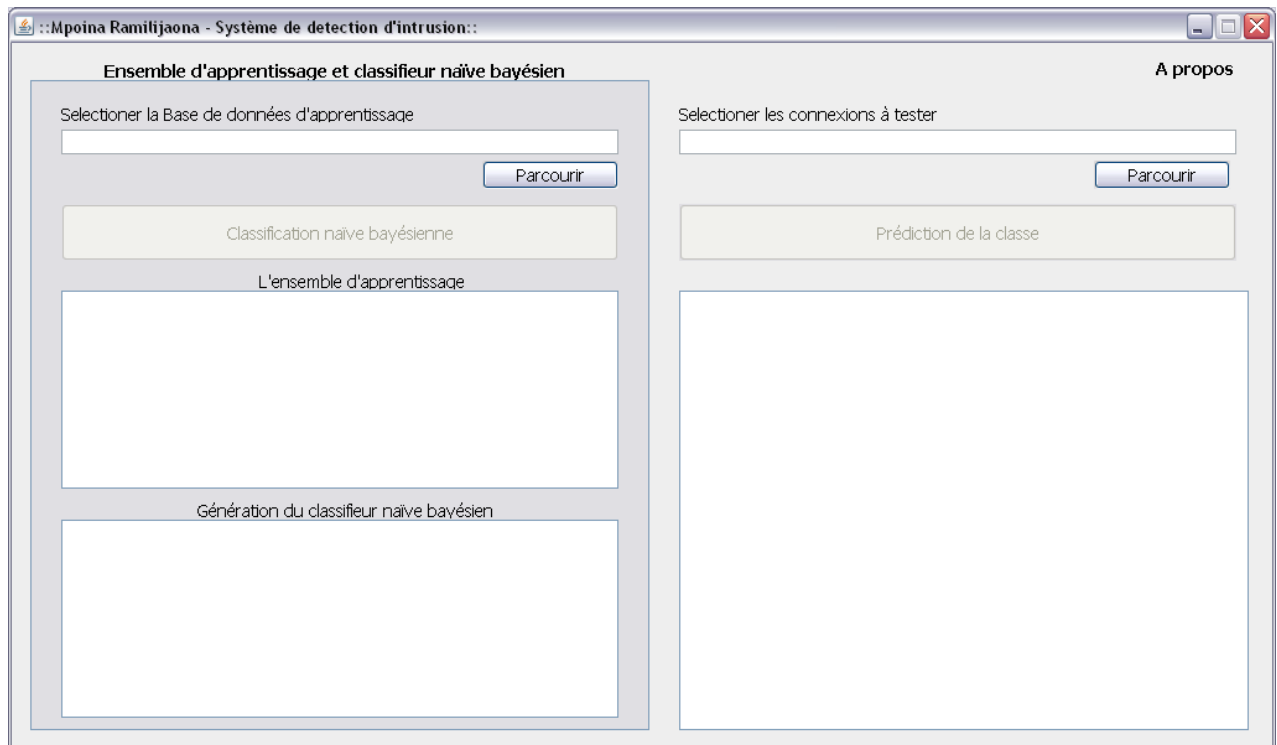 ::Mpoina Ramilijaona - Système de detection d'intrusion::
Ensemble d'apprentissage et classifieur naïve bayésien
A propos
Selectioner la Base de données d'apprentissage
Parcourir
Classification naïve bayésienne
L'ensemble d'apprentissage
Génération du classifieur naïve bayésien
Selectioner les connexions à tester
Parcourir
Prédiction de la classe